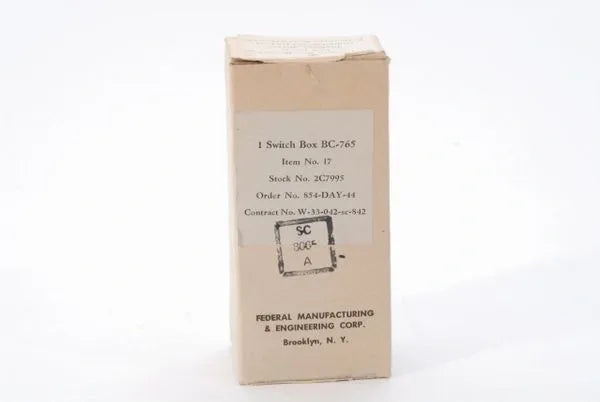 1 Switch Box BC-765
Item No. 17
Stock No. 2C7995
Order No. 854-DAY-44
Contract No. W-33-042-sc-842
SC
A
FEDERAL MANUFACTURING
& ENGINEERING CORP.
Brooklyn, N. Y.